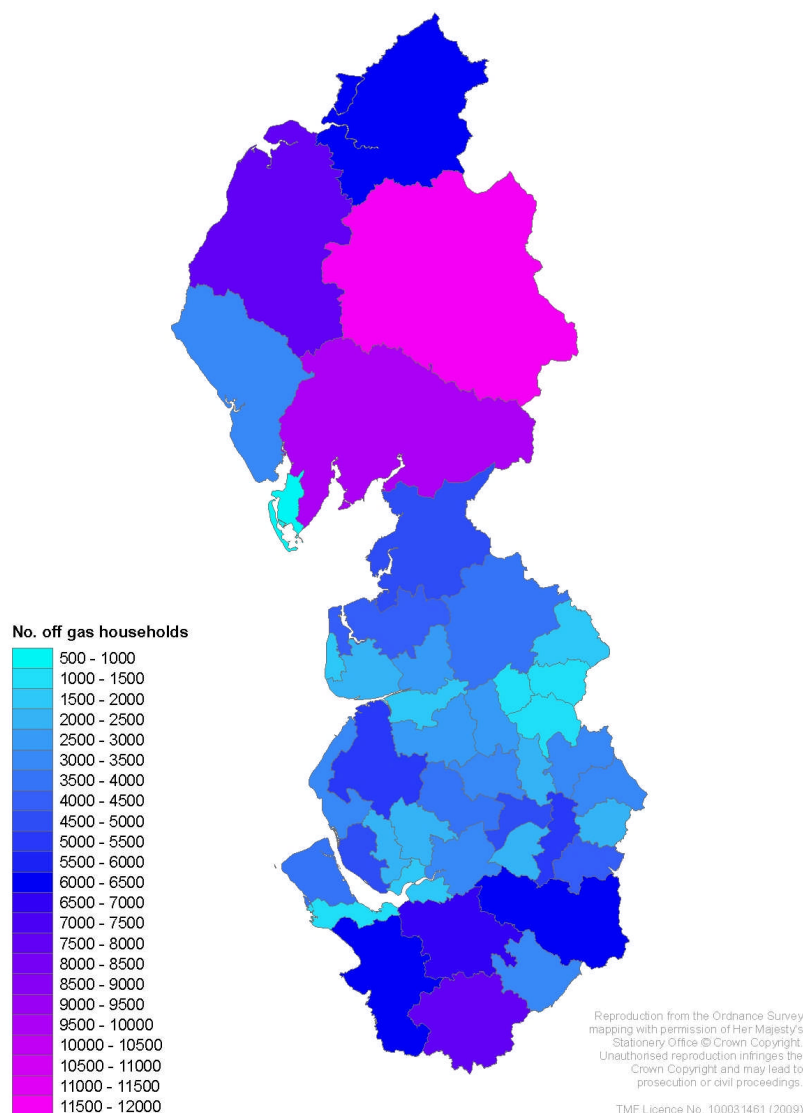 No. off gas households
500 - 1000
1000 - 1500
1500 - 2000
2000 - 2500
2500 - 3000
3000 - 3500
3500 - 4000
4000 - 4500
4500 - 5000
5000 - 5500
5500 - 6000
6000 - 6500
6500 - 7000
7000 - 7500
7500 - 8000
8000 - 8500
8500 - 9000
9000 - 9500
9500 - 10000
10000 - 10500
10500 - 11000
11000 - 11500
11500 - 12000
Reproduction from the Ordnance Survey
mapping with permission of Her Majesty's
Stationery Office © Crown Copyright.
Unauthorised reproduction infringes the
Crown Copyright and may lead to
prosecution or civil proceedings.
TMF Licence No. 100031461 (2009)